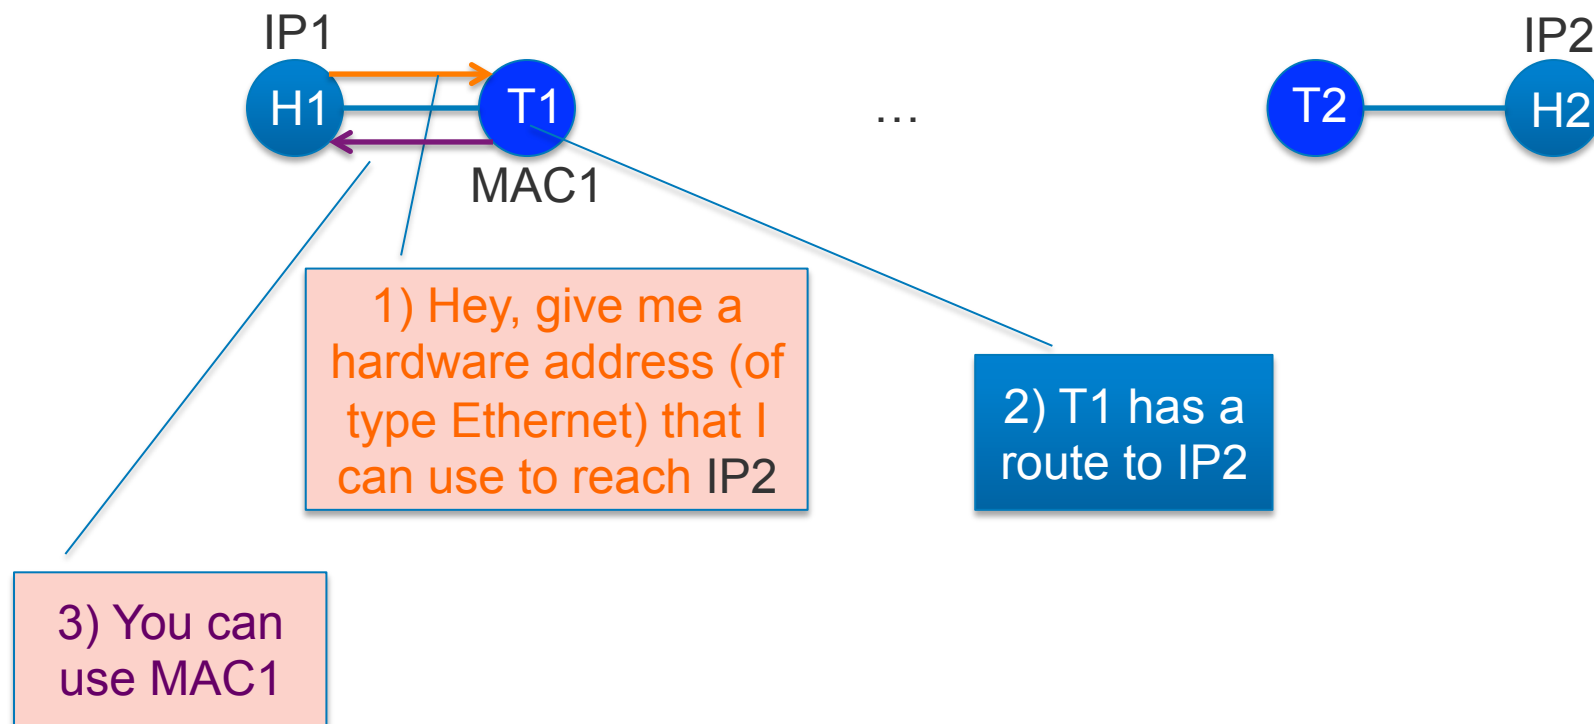 IP1
IP2
H1
T1
...
T2
H2
MAC1
1) Hey, give me a
hardware address (of
type Ethernet) that I
can use to reach IP2
2) T1 has a
route to IP2
3) You can
use MAC1